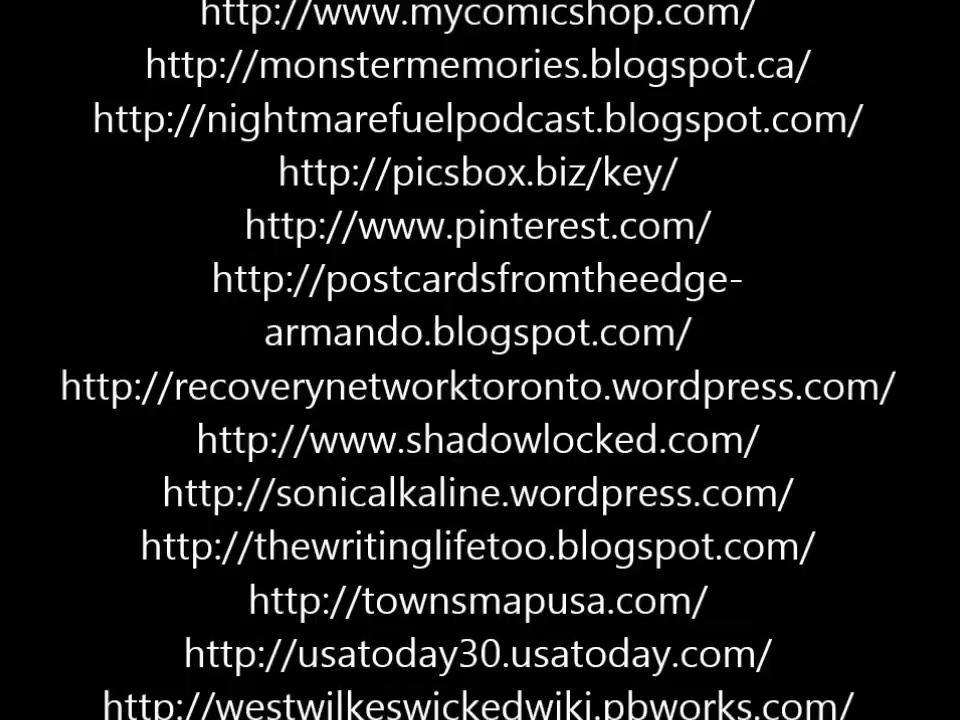 http://www.mycomicshop.com/
http://monstermemories.blogspot.ca/
http://nightmarefuelpodcast.blogspot.com/
http://picsbox.biz/key/
http://www.pinterest.com/
http://postcardsfromtheedge-
armando.blogspot.com/
http://recoverynetworktoronto.wordpress.com/
http://www.shadowlocked.com/
http://sonicalkaline.wordpress.com/
http://thewritinglifetoo.blogspot.com/
http://townsmapusa.com/
http://usatoday30.usatoday.com/
http://westwilkeswickedwiki.pbworks.com/